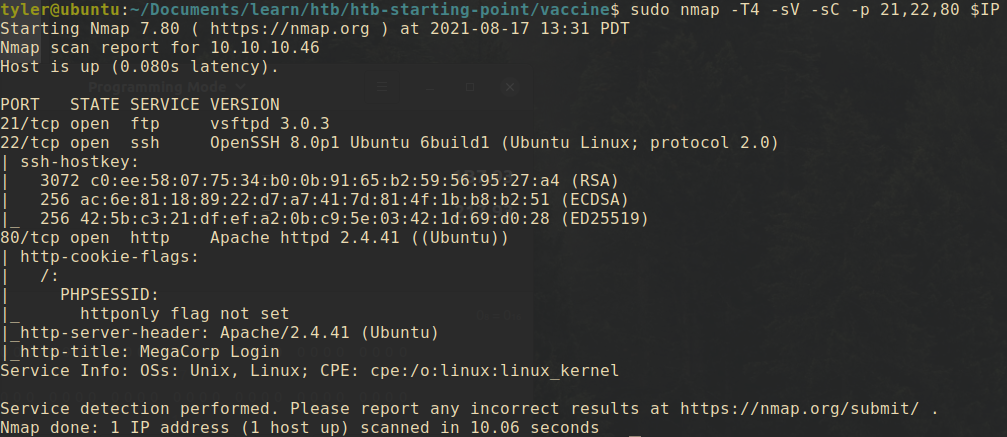 tyler@ubuntu:~/Documents/learn/htb/htb-starting-point/vaccine$ sudo nmap -T4 -sV -sC -p 21,22,80 $IP
Starting Nmap 7.80 ( https://nmap.org ) at 2021-08-17 13:31 PDT
Nmap scan report for 10.10.10.46
Host is up (0.080s latency).
Programming Mode

PORT   STATE SERVICE VERSION
21/tcp open  ftp     vsftpd 3.0.3
22/tcp open  ssh     OpenSSH 8.0p1 Ubuntu 6build1 (Ubuntu Linux; protocol 2.0)
| ssh-hostkey:
|   3072 c0:ee:58:07:75:34:b0:0b:91:65:b2:59:56:95:27:a4 (RSA)
|   256 ac:6e:81:18:89:22:d7:a7:41:7d:81:4f:1b:b8:b2:51 (ECDSA)
|_  256 42:5b:c3:21:df:ef:a2:0b:c9:5e:03:42:1d:69:d0:28 (ED25519)
80/tcp open  http    Apache httpd 2.4.41 ((Ubuntu))
| http-cookie-flags:
|   /:
|     PHPSESSID:
|_      httponly flag not set
|_http-server-header: Apache/2.4.41 (Ubuntu)
|_http-title: MegaCorp Login
Service Info: OSs: Unix, Linux; CPE: cpe:/o:linux:linux_kernel

Service detection performed. Please report any incorrect results at https://nmap.org/submit/ .
Nmap done: 1 IP address (1 host up) scanned in 10.06 seconds